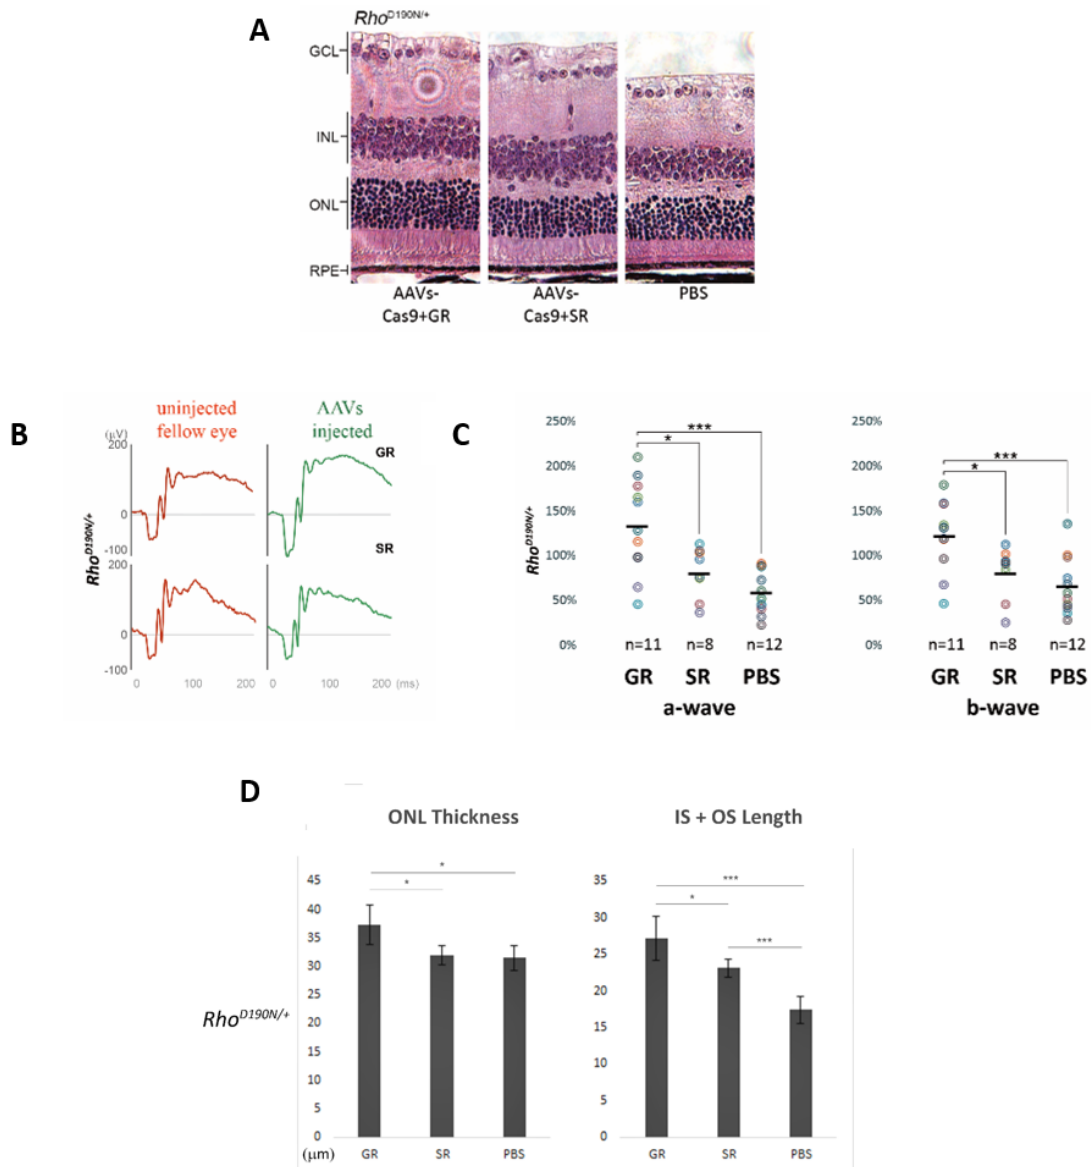 A
Rho^D190N/+
GCL
INL
ONL
RPE
AAVs-
Cas9+GR
AAVs-
Cas9+SR
PBS
B
uninjected
fellow eye
AAVs
injected
(μV)
200
0
-100
200
0
-100
GR
SR
Rho^D190N/+
0 100 200 0 100 200 (ms)
C
Rho^D190N/+
250%
200%
150%
100%
50%
0%
***
*
n=11 n=8 n=12
GR SR PBS
a-wave
250%
200%
150%
100%
50%
0%
***
*
n=11 n=8 n=12
GR SR PBS
b-wave
D
Rho^D190N/+
ONL Thickness
45
40
35
30
25
20
15
10
5
0
*
*
(μm) GR SR PBS
IS + OS Length
35
30
25
20
15
10
5
0
***
*
***
GR SR PBS